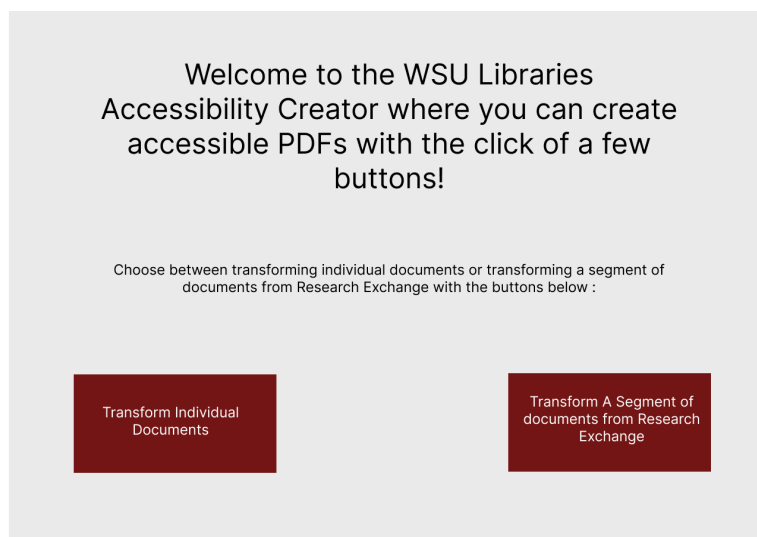 Welcome to the WSU Libraries
Accessibility Creator where you can create
accessible PDFs with the click of a few
buttons!
Choose between transforming individual documents or transforming a segment of
documents from Research Exchange with the buttons below :
Transform Individual
Documents
Transform A Segment of
documents from Research
Exchange